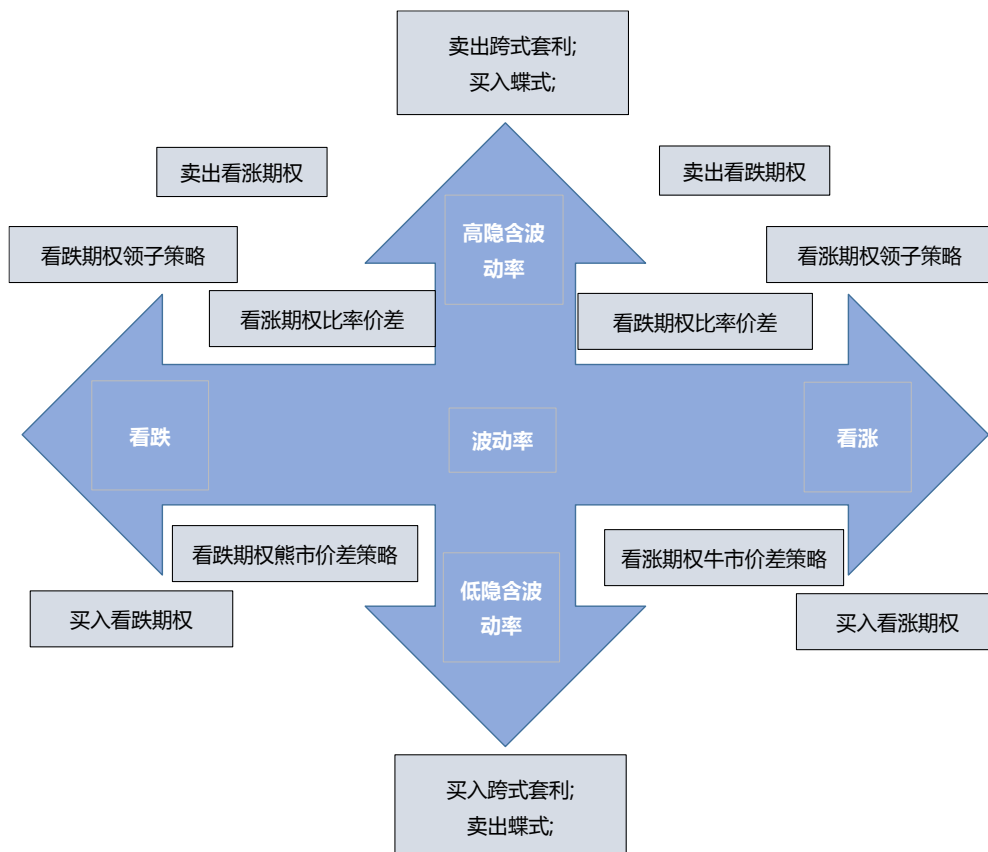 卖出跨式套利;
买入蝶式;
卖出看涨期权
卖出看跌期权
看跌期权领子策略
高隐含波
动率
看涨期权领子策略
看涨期权比率价差
看跌期权比率价差
看跌
波动率
看涨
看跌期权熊市价差策略
看涨期权牛市价差策略
低隐含波
动率
买入看跌期权
买入看涨期权
买入跨式套利;
卖出蝶式;